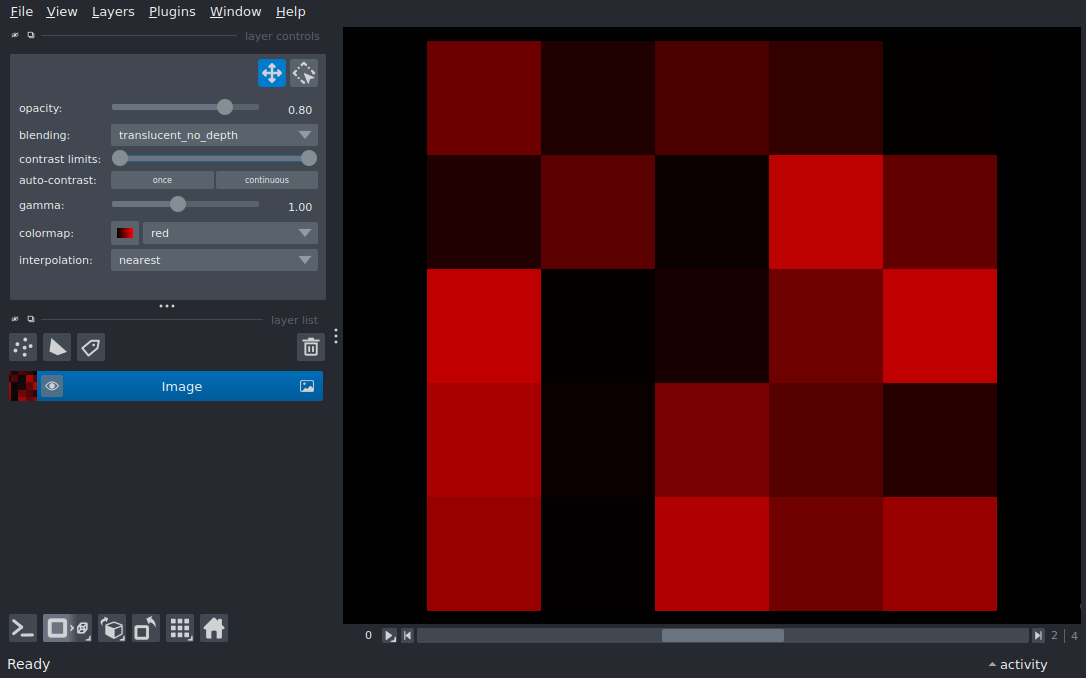 File View Layers Plugins Window Help
layer controls
opacity: 0.80
blending: translucent_no_depth
contrast limits:
auto-contrast: once continuous
gamma: 1.00
colormap: red
interpolation: nearest
layer list
Image
0 2 | 4
Ready
activity